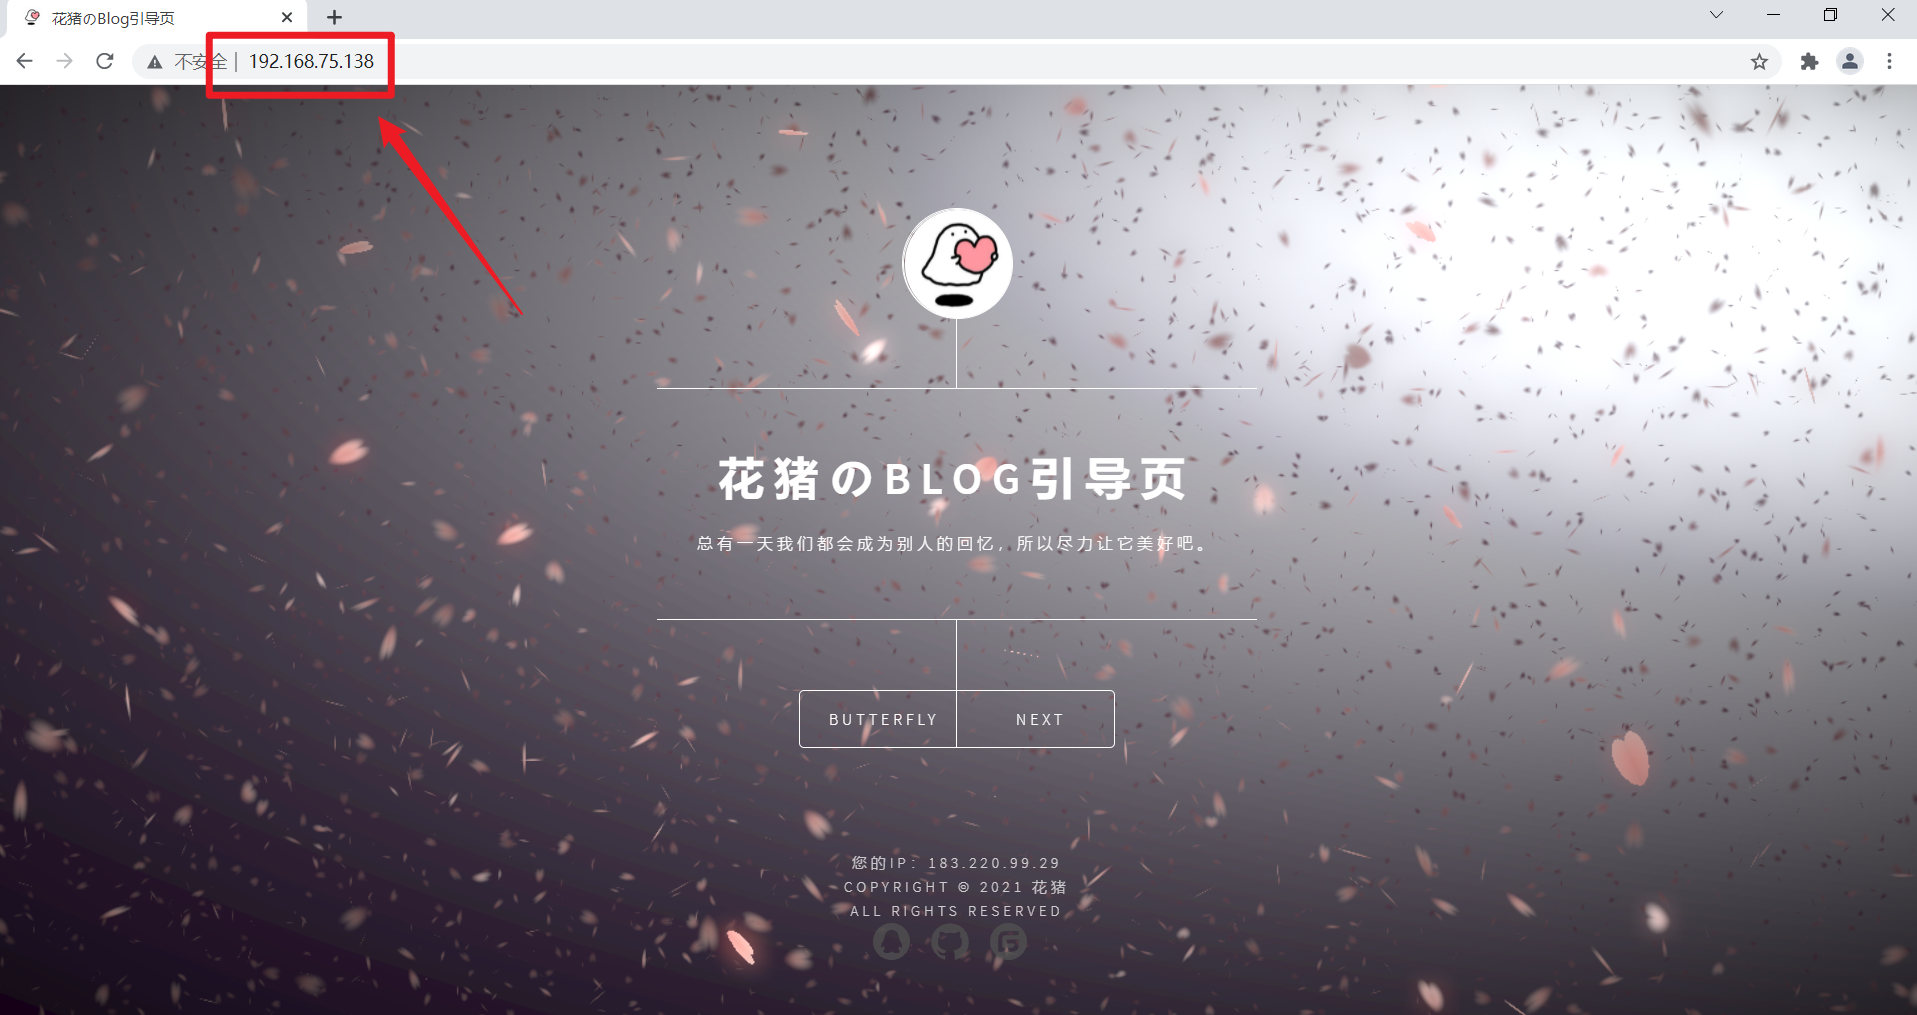 花猪のBlog引导页
不安全 | 192.168.75.138
花猪のBLOG引导页
总有一天我们都会成为别人的回忆，所以尽力让它美好吧。
BUTTERFLY
NEXT
您的IP：183.220.99.29
COPYRIGHT © 2021 花猪
ALL RIGHTS RESERVED